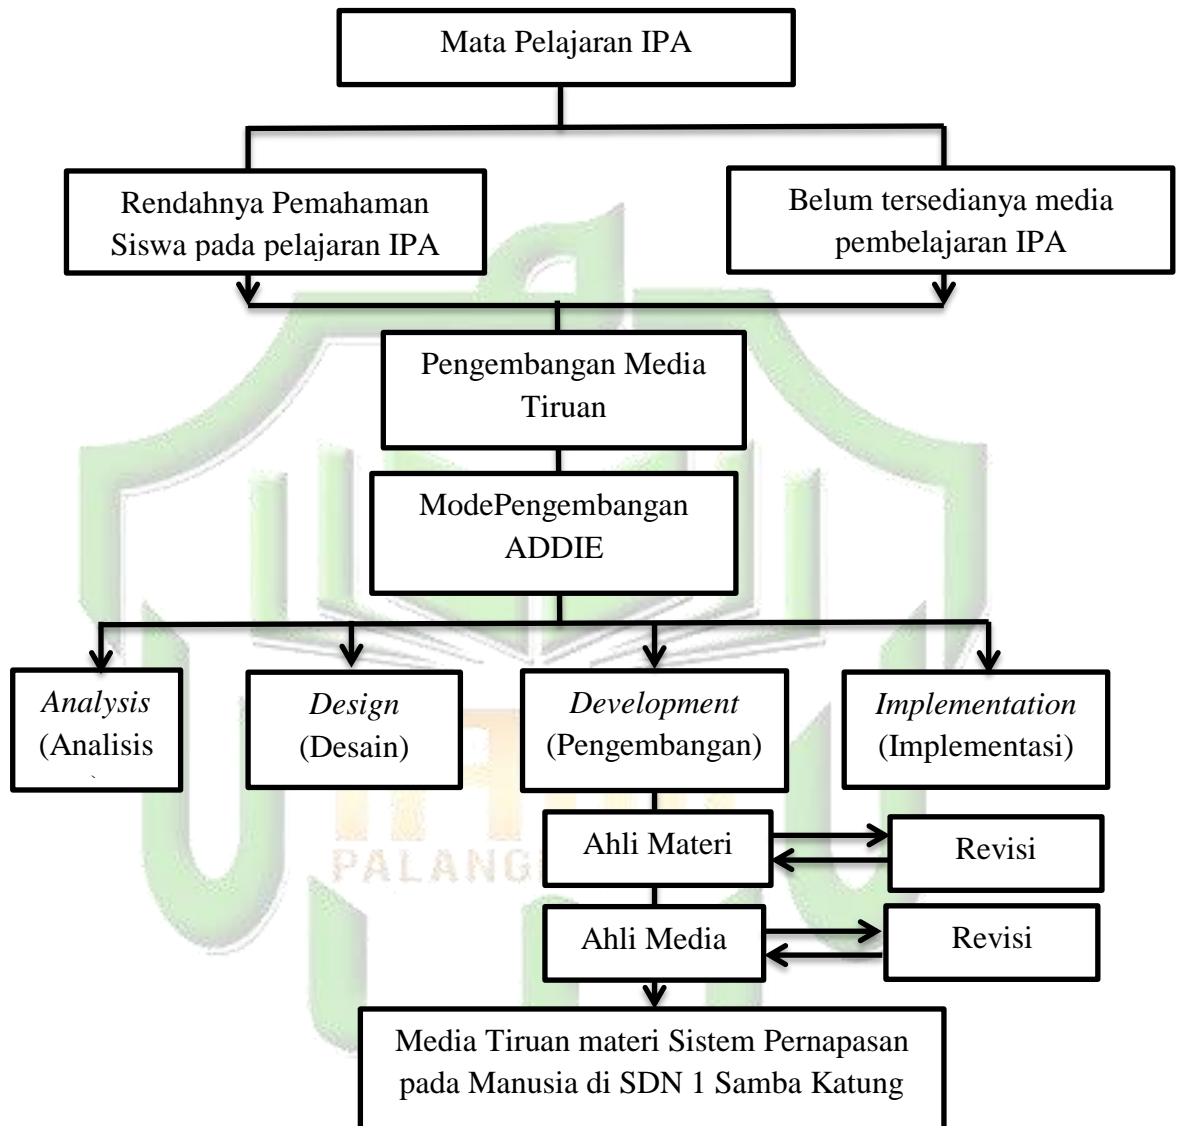 Mata Pelajaran IPA
Rendahnya Pemahaman
Siswa pada pelajaran IPA
Belum tersedianya media
pembelajaran IPA
Pengembangan Media
Tiruan
ModePengembangan
ADDIE
Analysis
(Analisis
Design
(Desain)
Development
(Pengembangan)
Implementation
(Implementasi)
Ahli Materi
Revisi
PALANG
Ahli Media
Revisi
Media Tiruan materi Sistem Pernapasan
pada Manusia di SDN 1 Samba Katung